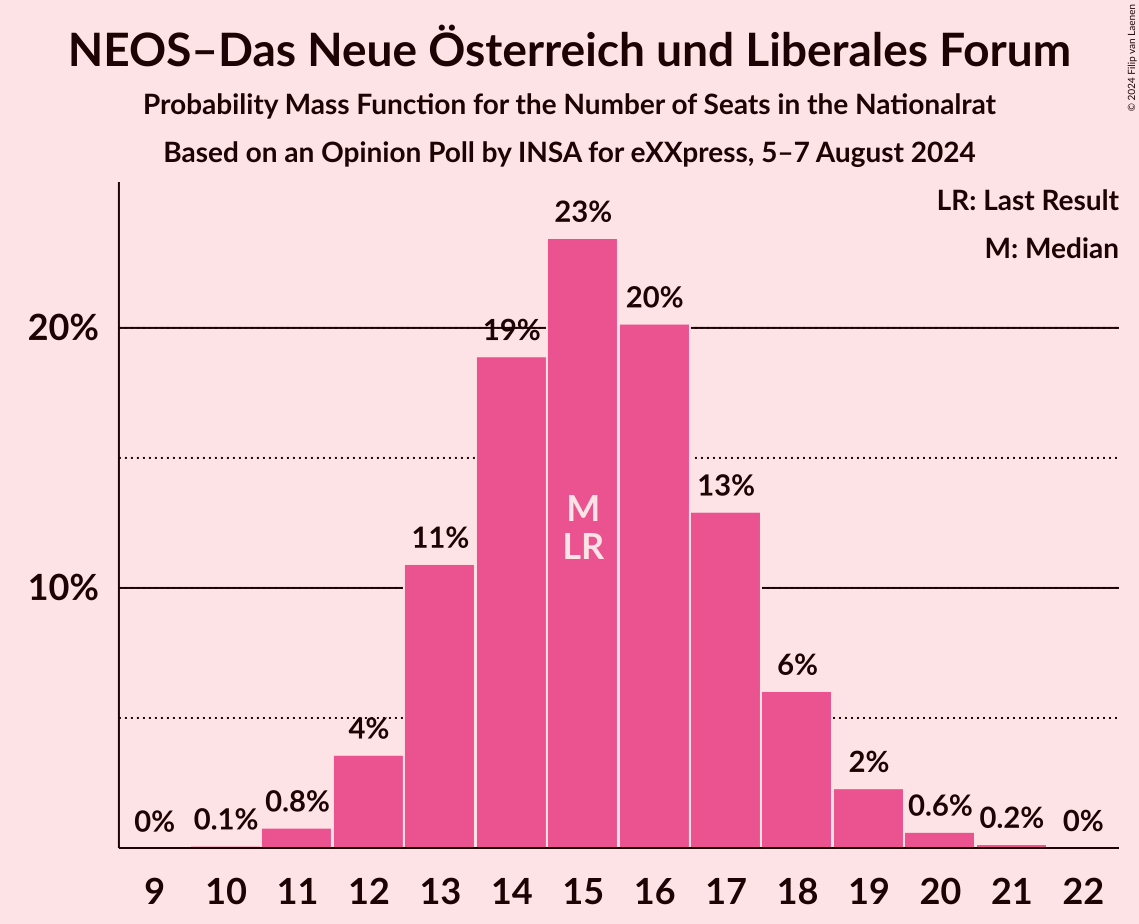 NEOS–Das Neue Österreich und Liberales Forum
Probability Mass Function for the Number of Seats in the Nationalrat
Based on an Opinion Poll by INSA for eXXpress, 5–7 August 2024
© 2024 Filip van Laenen
LR: Last Result
M: Median
20%
10%
0%
0.1%
0.8%
4%
11%
19%
23%
20%
13%
6%
2%
0.6%
0.2%
0%
M
LR
9 10 11 12 13 14 15 16 17 18 19 20 21 22